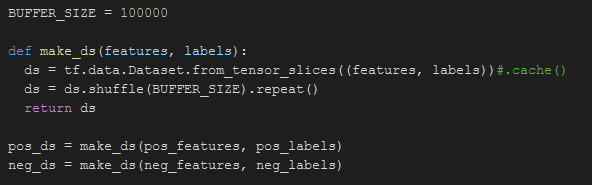 BUFFER_SIZE = 100000
def make_ds(features, labels):
  ds = tf.data.Dataset.from_tensor_slices((features, labels))#.cache()
  ds = ds.shuffle(BUFFER_SIZE).repeat()
  return ds
pos_ds = make_ds(pos_features, pos_labels)
neg_ds = make_ds(neg_features, neg_labels)